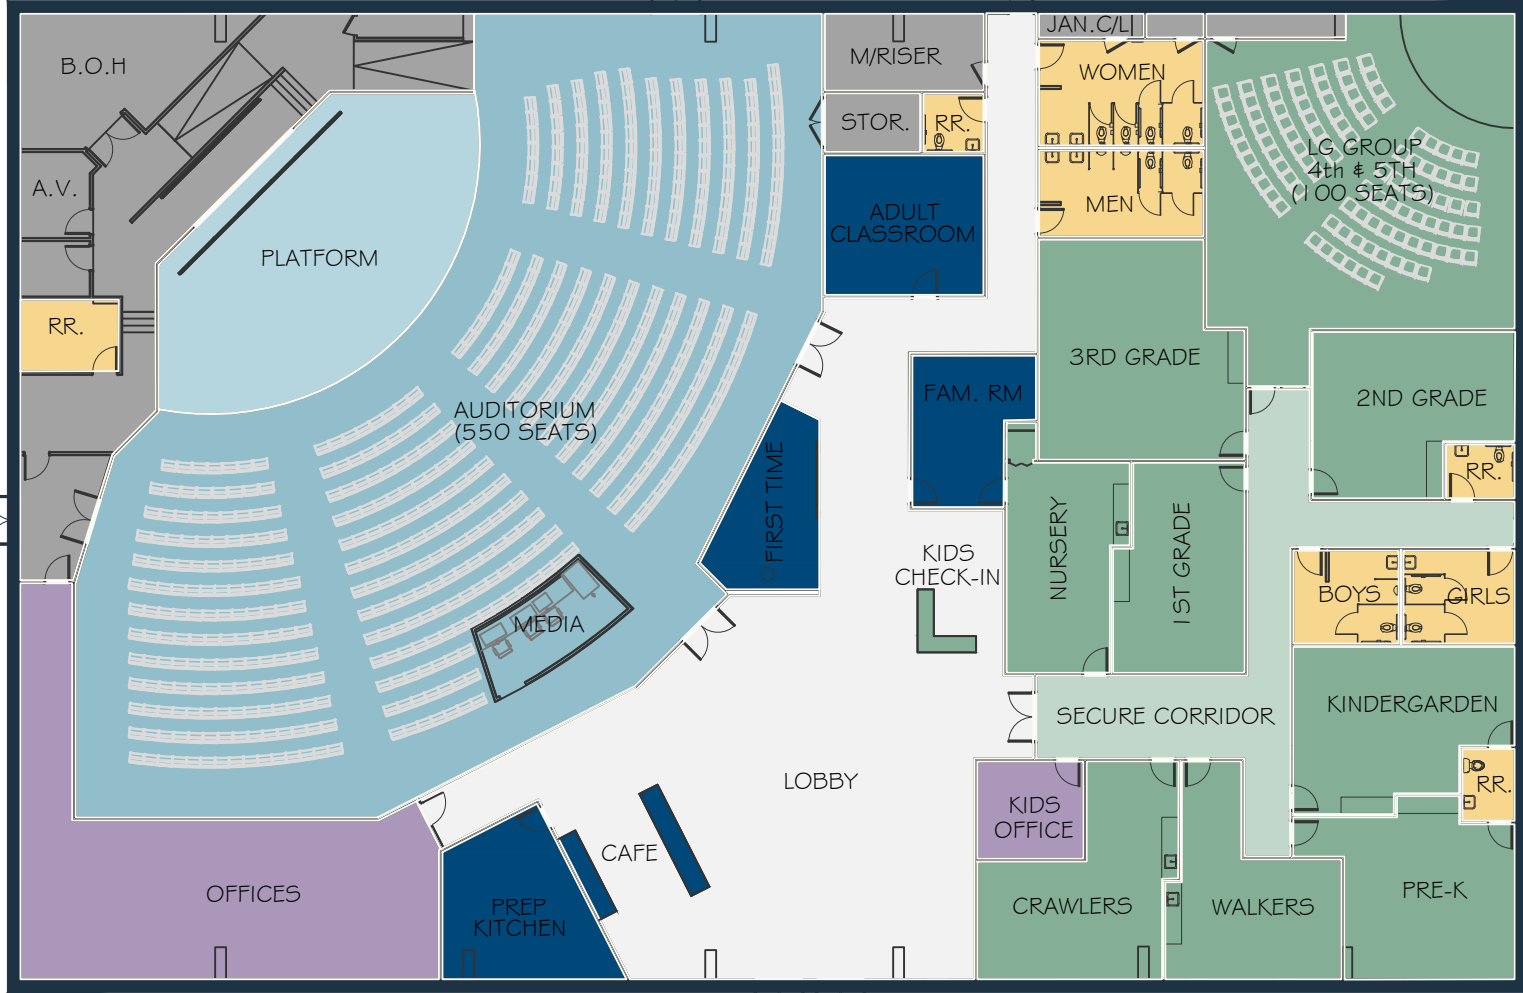 B.O.H
M/RISER
JAN.C/L
WOMEN
STOR.
RR.
LG GROUP
4th & 5TH
(100 SEATS)
A.V.
MEN
ADULT
CLASSROOM
PLATFORM
RR.
3RD GRADE
FAM. RM
2ND GRADE
AUDITORIUM
(550 SEATS)
RR.
FIRST TIME
NURSERY
1ST GRADE
KIDS
CHECK-IN
BOYS
GIRLS
MEDIA
KINDERGARDEN
SECURE CORRIDOR
LOBBY
RR.
KIDS
OFFICE
CAFE
OFFICES
PREP
KITCHEN
CRAWLERS
WALKERS
PRE-K